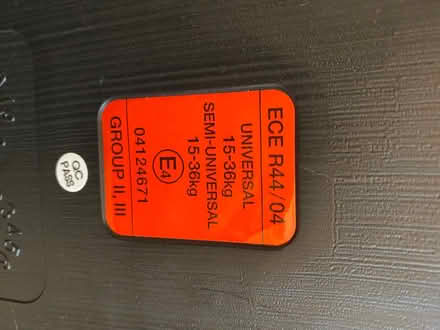 ECE R44/04
UNIVERSAL
15-36kg
SEMI-UNIVERSAL
15-36kg
E4
04124671
GROUP II, III
QC
PASS